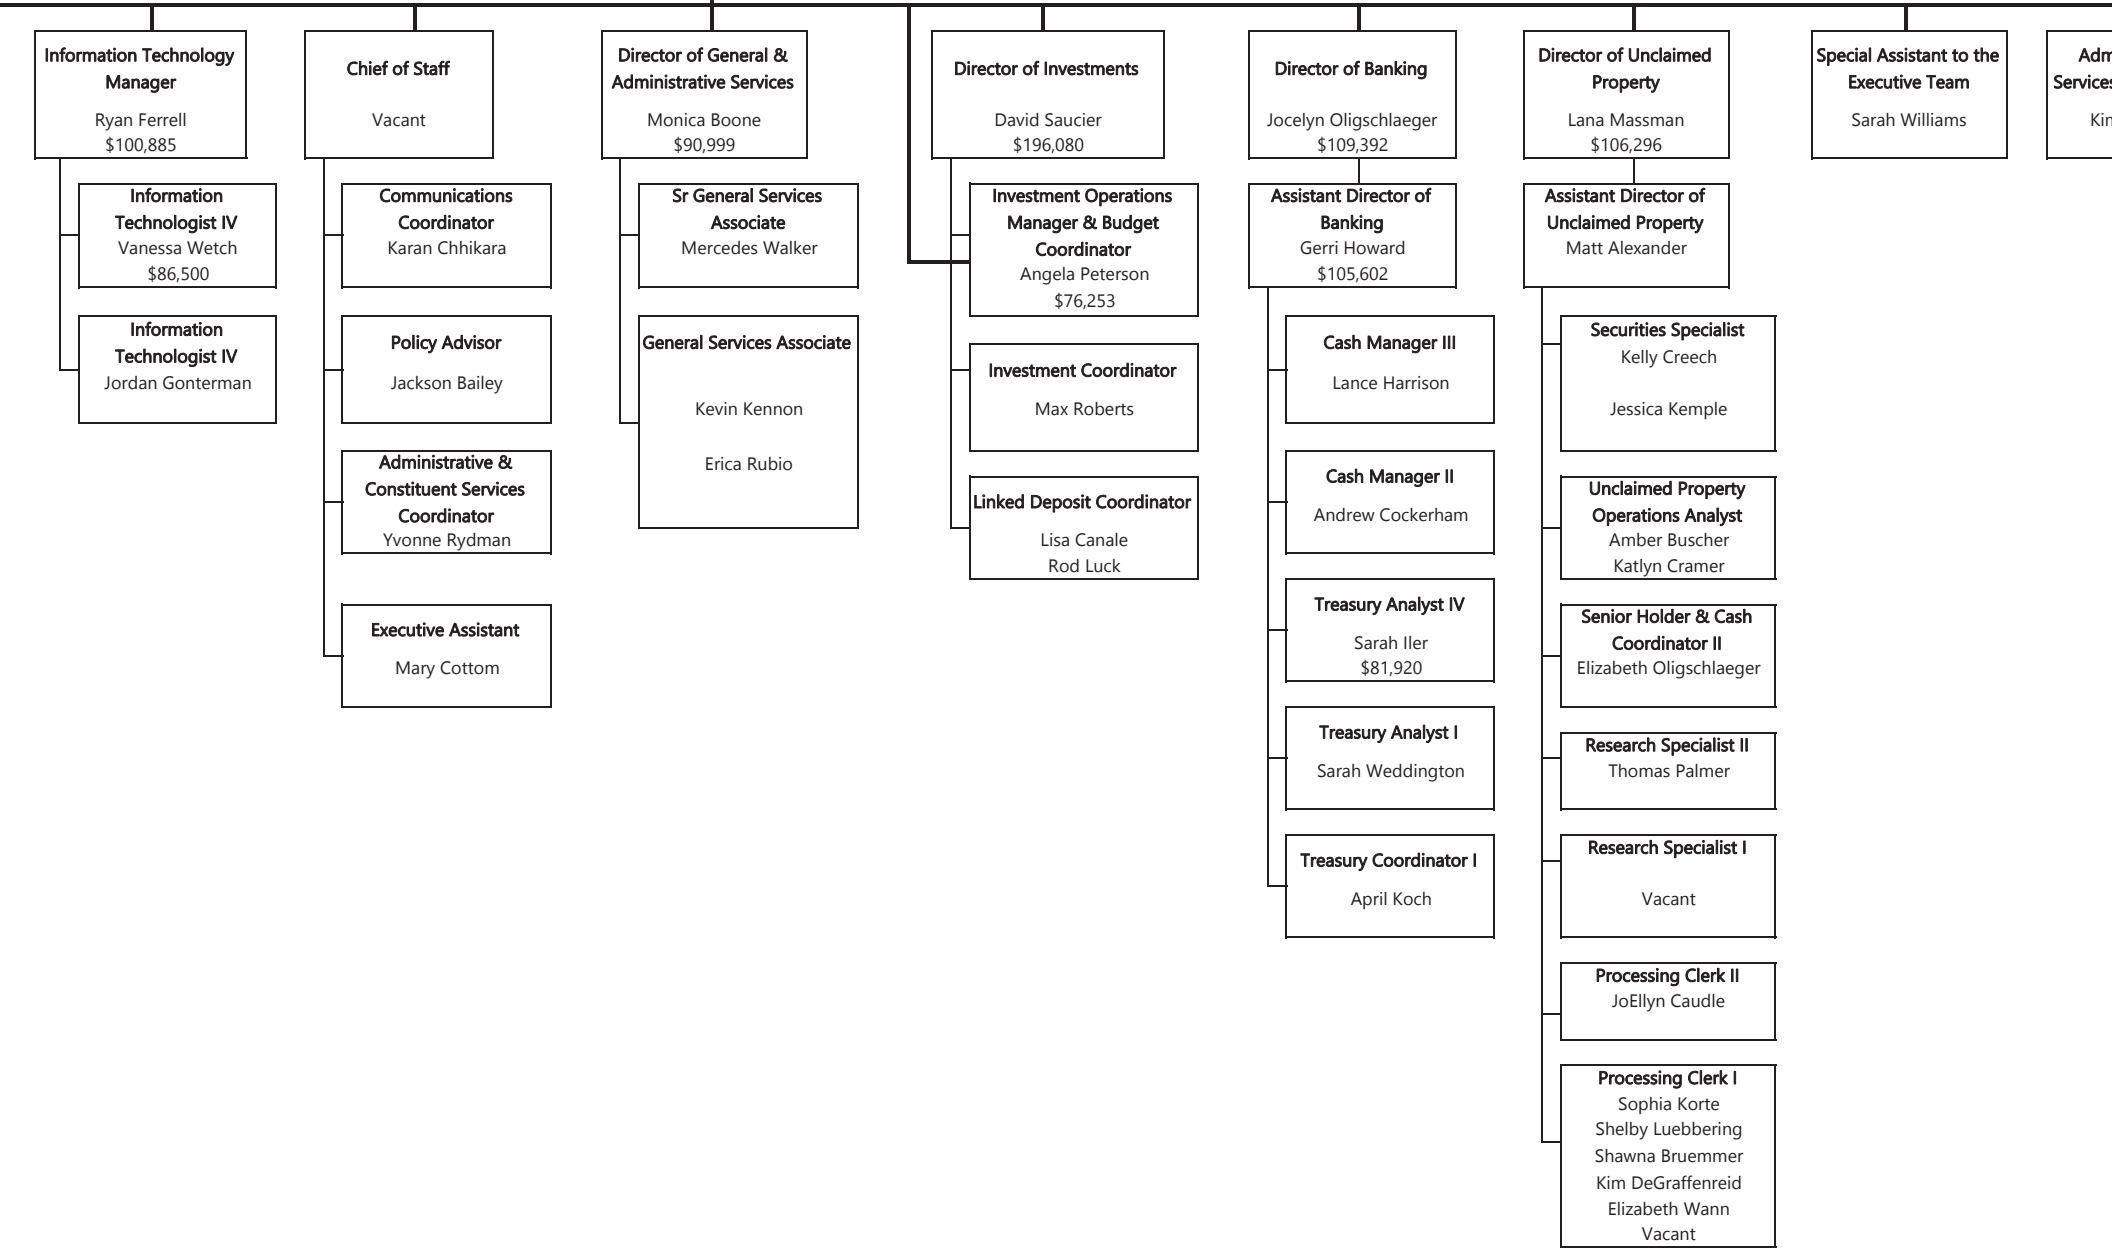 Information Technology
Manager
Ryan Ferrell
$100,885
Information
Technologist IV
Vanessa Wetch
$86,500
Information
Technologist IV
Jordan Gonterman
Chief of Staff
Vacant
Communications
Coordinator
Karan Chhikara
Policy Advisor
Jackson Bailey
Administrative &
Constituent Services
Coordinator
Yvonne Rydman
Executive Assistant
Mary Cottom
Director of General &
Administrative Services
Monica Boone
$90,999
Sr General Services
Associate
Mercedes Walker
General Services Associate
Kevin Kennon
Erica Rubio
Director of Investments
David Saucier
$196,080
Investment Operations
Manager & Budget
Coordinator
Angela Peterson
$76,253
Investment Coordinator
Max Roberts
Linked Deposit Coordinator
Lisa Canale
Rod Luck
Director of Banking
Jocelyn Oligschlaeger
$109,392
Assistant Director of
Banking
Gerri Howard
$105,602
Cash Manager III
Lance Harrison
Cash Manager II
Andrew Cockerham
Treasury Analyst IV
Sarah Iler
$81,920
Treasury Analyst I
Sarah Weddington
Treasury Coordinator I
April Koch
Director of Unclaimed
Property
Lana Massman
$106,296
Assistant Director of
Unclaimed Property
Matt Alexander
Securities Specialist
Kelly Creech
Jessica Kemple
Unclaimed Property
Operations Analyst
Amber Buscher
Katlyn Cramer
Senior Holder & Cash
Coordinator II
Elizabeth Oligschlaeger
Research Specialist II
Thomas Palmer
Research Specialist I
Vacant
Processing Clerk II
JoEllyn Caudle
Processing Clerk I
Sophia Korte
Shelby Luebbering
Shawna Bruemmer
Kim DeGraffenreid
Elizabeth Wann
Vacant
Special Assistant to the
Executive Team
Sarah Williams
Adm
Services
Kin